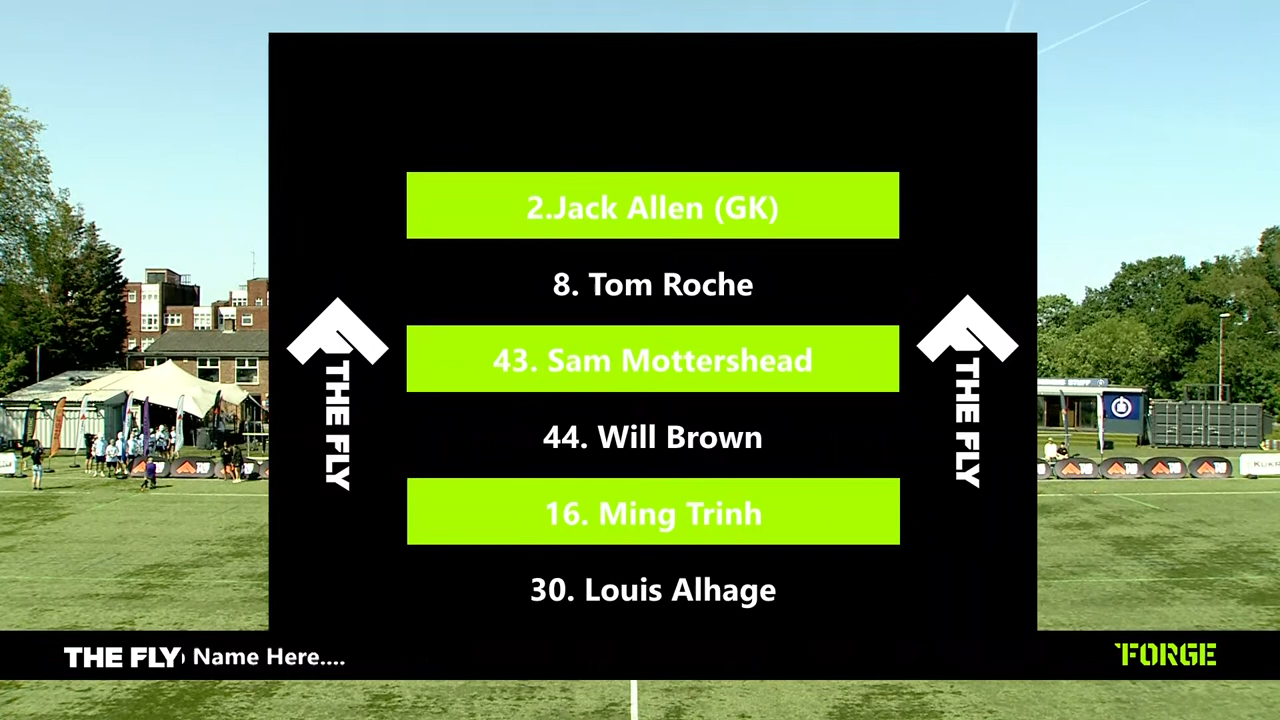 2.Jack Allen (GK)
8. Tom Roche
43. Sam Mottershead
44. Will Brown
16. Ming Trinh
30. Louis Alhage
THE FLY
THE FLY
THE FLY
Name Here....
FORGE